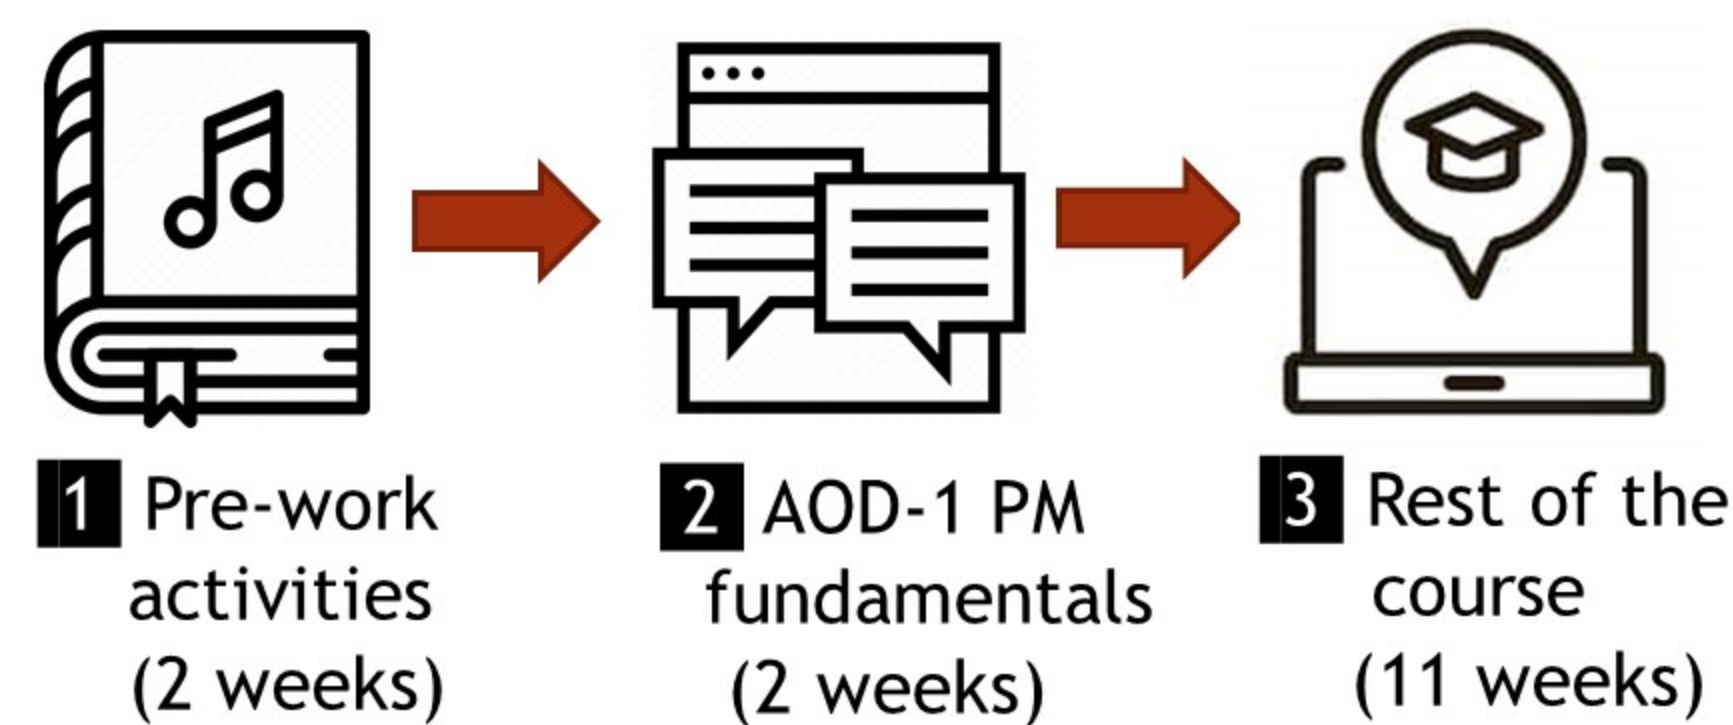 1 Pre-work
activities
(2 weeks)
2 AOD-1 PM
fundamentals
(2 weeks)
3 Rest of the
course
(11 weeks)